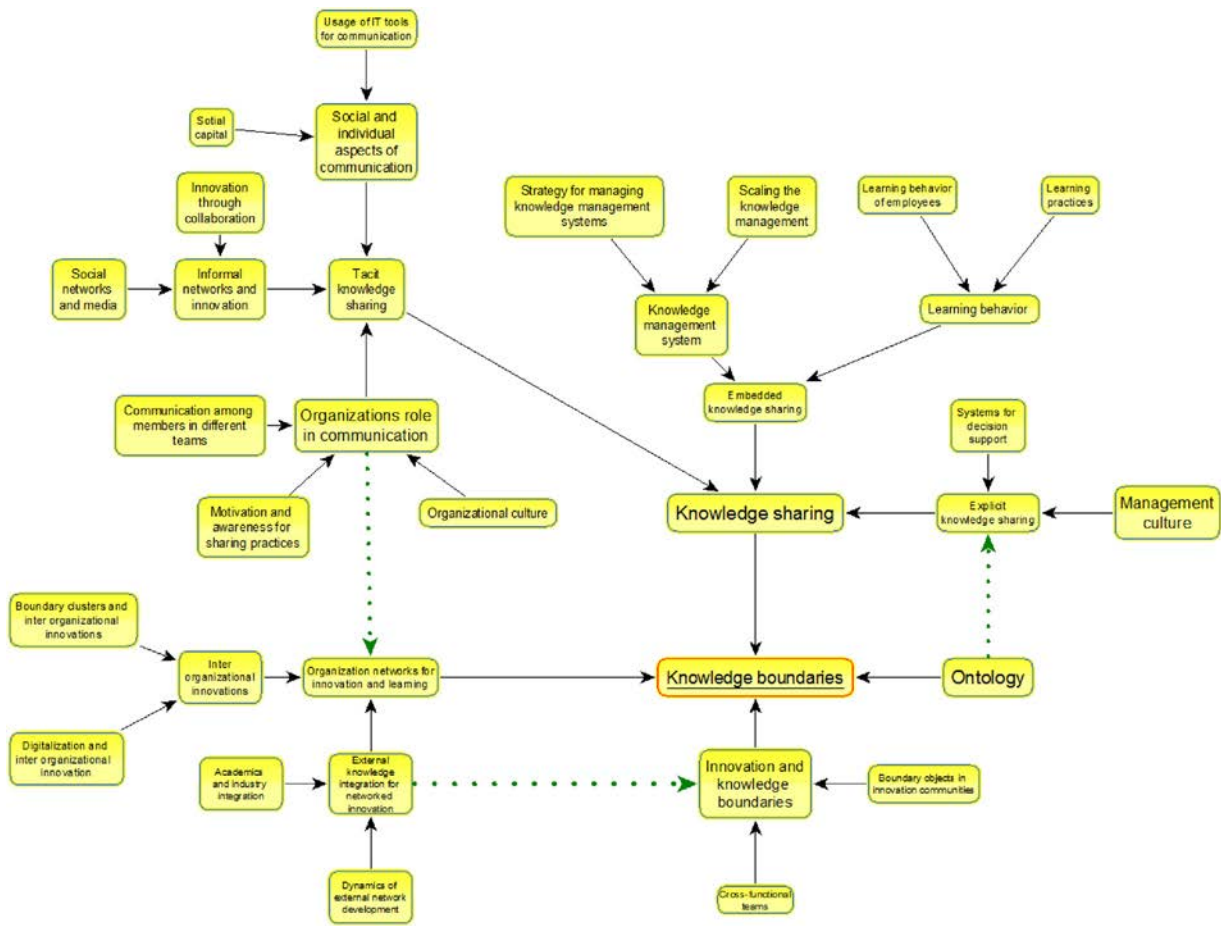 Usage of IT tools
for communication
Sotial
capital
Social and
individual
aspects of
communication
Innovation
through
collaboration
Strategy for managing
knowledge management
systems
Scaling the
knowledge
management
Learning behavior
of employees
Learning
practices
Social
networks
and media
Informal
networks and
innovation
Tacit
knowledge
sharing
Knowledge
management
system
Learning behavior
Embedded
knowledge sharing
Communication among
members in different
teams
Organizations role
in communication
Systems for
decision
support
Motivation and
awareness for
sharing practices
Organizational culture
Knowledge sharing
Explicit
knowledge sharing
Management
culture
Boundary clusters and
inter organizational
innovations
Inter
organizational
innovations
Organization networks for
innovation and learning
Knowledge boundaries
Ontology
Digitalization and
inter organizational
innovation
Academics
and industry
integration
External
knowledge
integration for
networked innovation
Innovation and
knowledge
boundaries
Boundary objects in
innovation communities
Dynamics of
external network
development
Cross-functional
teams